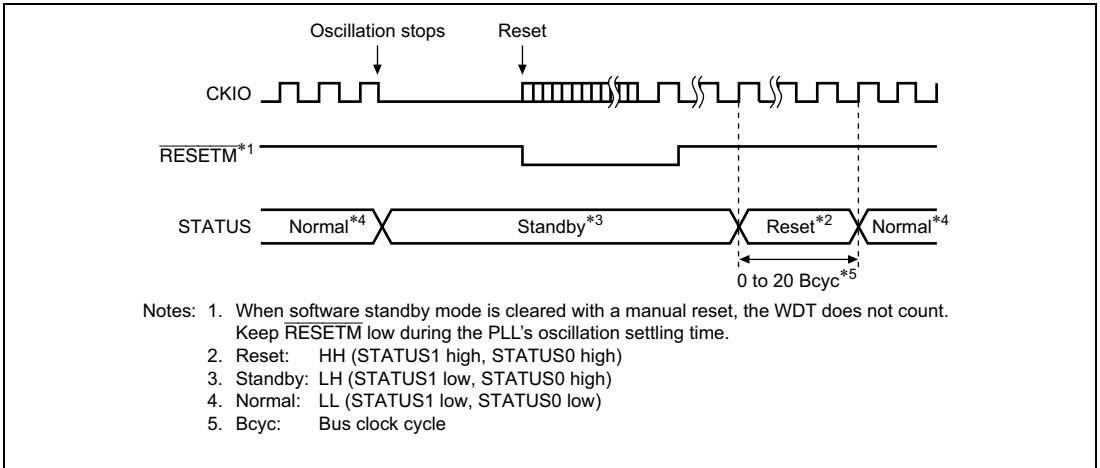 Oscillation stops Reset
CKIO
RESETM*1
STATUS Normal*4 Standby*3 Reset*2 Normal*4
0 to 20 Bcyc*5
Notes: 1. When software standby mode is cleared with a manual reset, the WDT does not count.
Keep RESETM low during the PLL's oscillation settling time.
2. Reset: HH (STATUS1 high, STATUS0 high)
3. Standby: LH (STATUS1 low, STATUS0 high)
4. Normal: LL (STATUS1 low, STATUS0 low)
5. Bcyc: Bus clock cycle